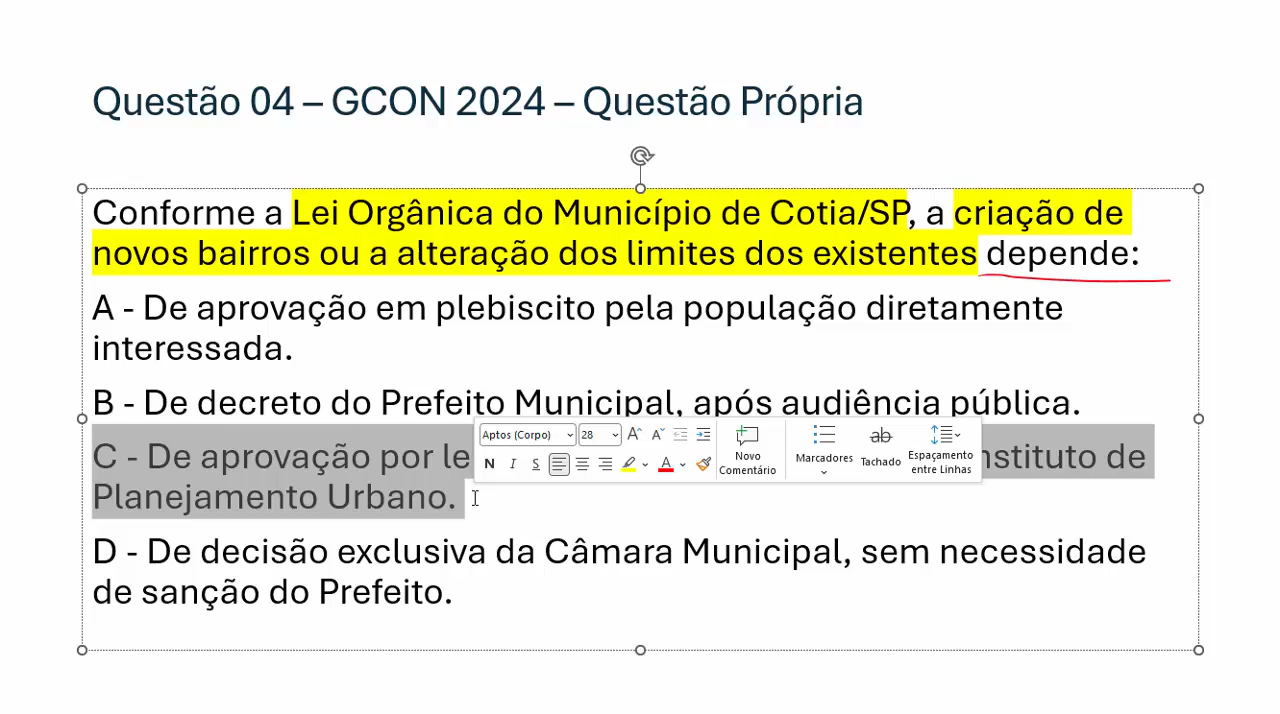 Questão 04 – GCON 2024 – Questão Própria
Conforme a Lei Orgânica do Município de Cotia/SP, a criação de
novos bairros ou a alteração dos limites dos existentes depende:
A - De aprovação em plebiscito pela população diretamente
interessada.
B - De decreto do Prefeito Municipal, após audiência pública.
Aptos (Corpo) 28 A A
N I S A
Novo
Comentário
Marcadores
ab
Tachado
Espaçamento
entre Linhas
C - De aprovação por nstituto de
Planejamento Urbano.
D - De decisão exclusiva da Câmara Municipal, sem necessidade
de sanção do Prefeito.